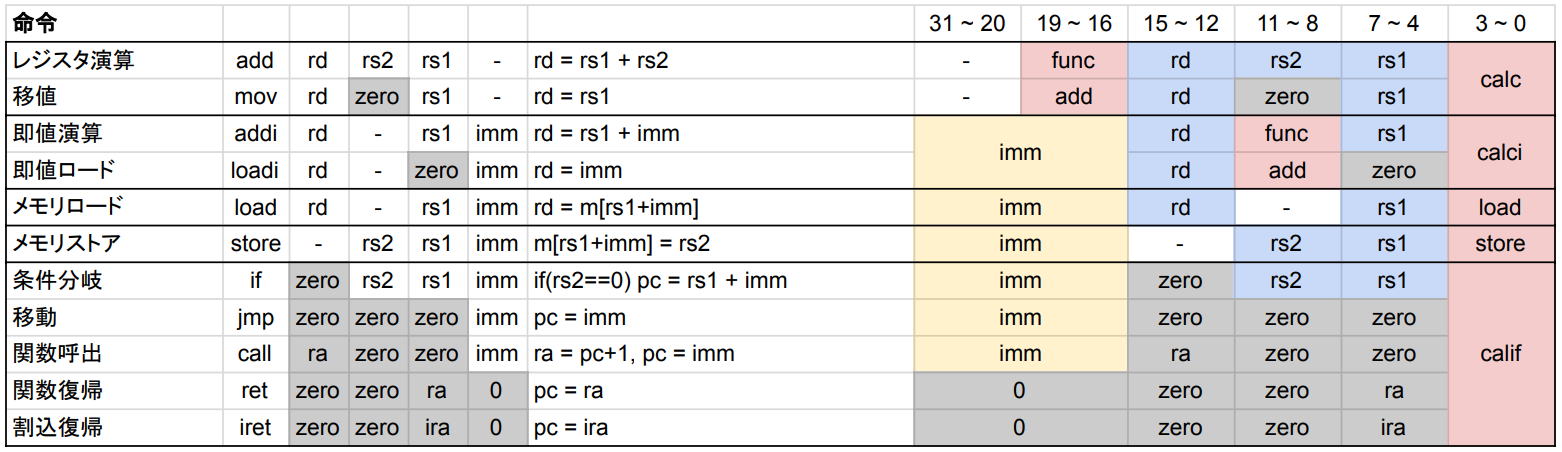 命令 31 ~ 20 19 ~ 16 15 ~ 12 11 ~ 8 7 ~ 4 3 ~ 0
レジスタ演算 add rd rs2 rs1 - rd = rs1 + rs2 - func rd rs2 rs1 calc
移値 mov rd zero rs1 - rd = rs1 - add rd zero rs1
即値演算 addi rd - rs1 imm rd = rs1 + imm imm rd func rs1 calci
即値ロード loadi rd - zero imm rd = imm rd add zero
メモリロード load rd - rs1 imm rd = m[rs1+imm] imm rd - rs1 load
メモリストア store - rs2 rs1 imm m[rs1+imm] = rs2 imm - rs2 rs1 store
条件分岐 if zero rs2 rs1 imm if(rs2==0) pc = rs1 + imm imm zero rs2 rs1 calif
移動 jmp zero zero zero imm pc = imm imm zero zero zero
関数呼出 call ra zero zero imm ra = pc+1, pc = imm imm ra zero zero
関数復帰 ret zero zero ra 0 pc = ra 0 zero zero ra
割込復帰 iret zero zero ira 0 pc = ira 0 zero zero ira